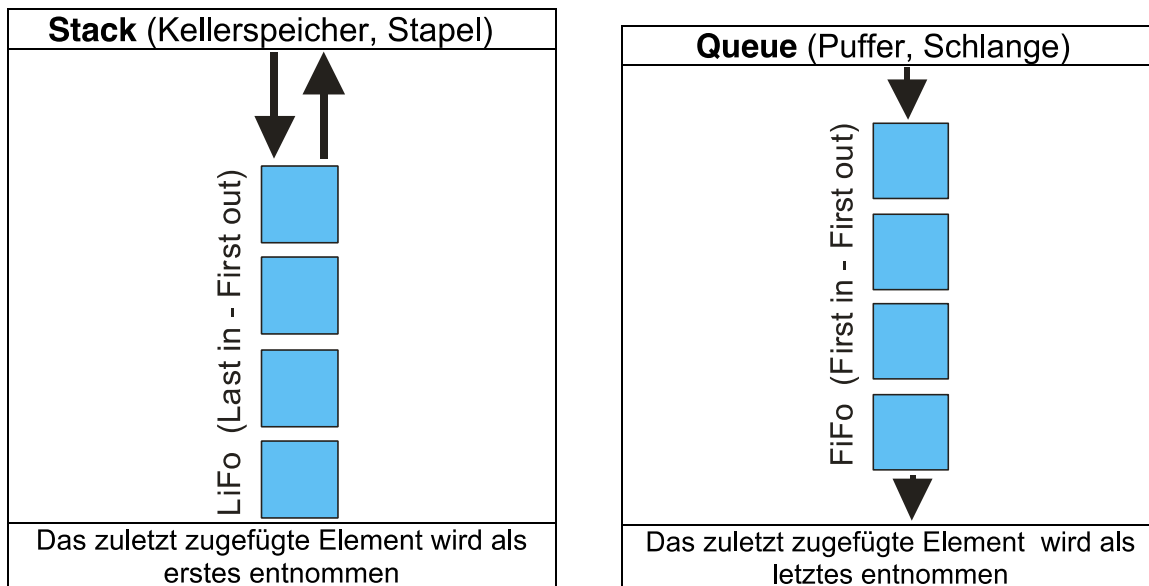 Stack (Kellerspeicher, Stapel)
LiFo (Last in - First out)
Das zuletzt zugefügte Element wird als
erstes entnommen
Queue (Puffer, Schlange)
FiFo (First in - First out)
Das zuletzt zugefügte Element wird als
letztes entnommen